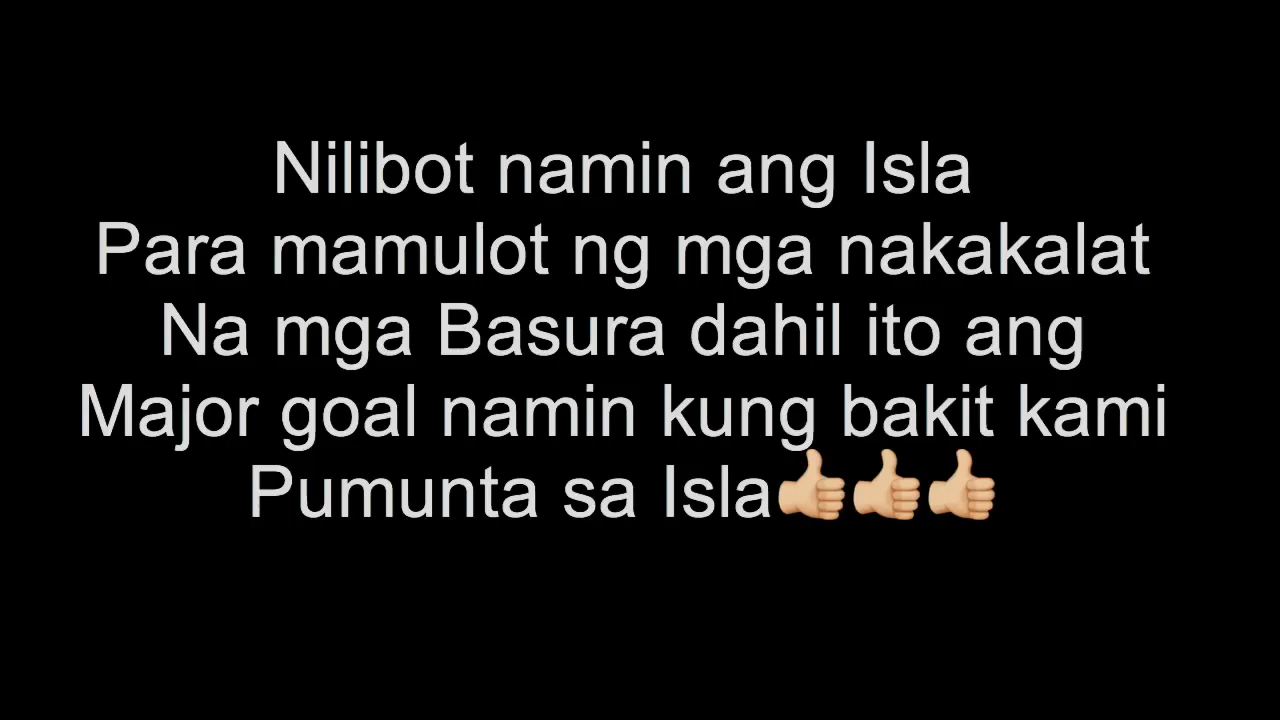 Nilibot namin ang Isla
Para mamulot ng mga nakakalat
Na mga Basura dahil ito ang
Major goal namin kung bakit kami
Pumunta sa Isla👍🏼👍🏼👍🏼